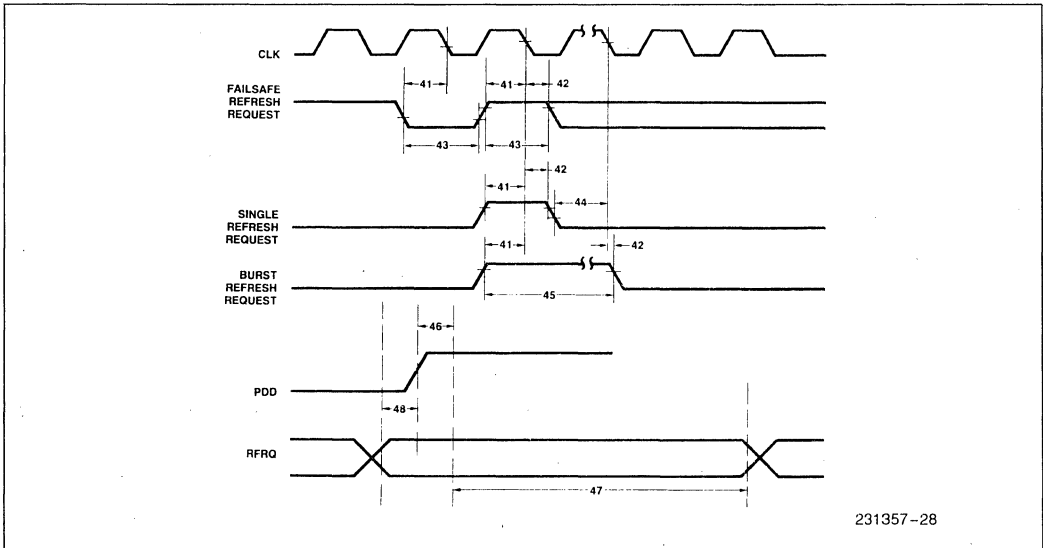 CLK
41 41 42
FAILSAFE
REFRESH
REQUEST
43 43
42
41 44
SINGLE
REFRESH
REQUEST
41 42
BURST
REFRESH
REQUEST
45
46
PDD
48
RFRQ
47
231357-28